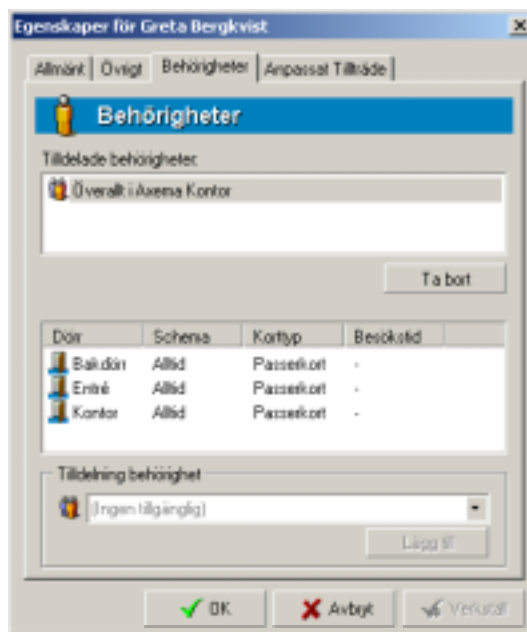 Egenskaper för Greta Bergkvist
Allmänt Övrigt Behörigheter Anpassat Tillträde
Behörigheter
Tilldelade behörigheter:
Överallt i Axema Kontor
Ta bort
Dörr Schema Korttyp Besökstid
Bakdörr Alltid Passerkort -
Entré Alltid Passerkort -
Kontor Alltid Passerkort -
Tilldelning behörighet
(Ingen tillgänglig)
Lägg till
OK Avbryt Verkställ